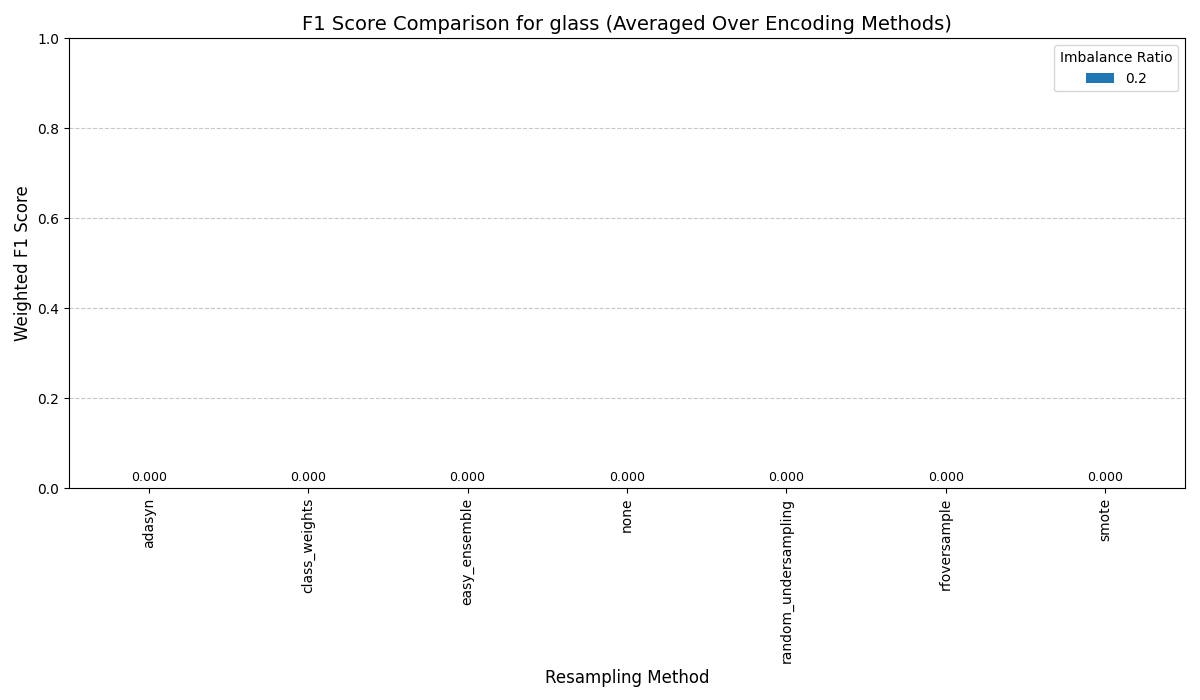 F1 Score Comparison for glass (Averaged Over Encoding Methods)
Imbalance Ratio
0.2
Weighted F1 Score
1.0
0.8
0.6
0.4
0.2
0.0
0.000 0.000 0.000 0.000 0.000 0.000 0.000
adasyn
class_weights
easy_ensemble
none
random_undersampling
rfoversample
smote
Resampling Method